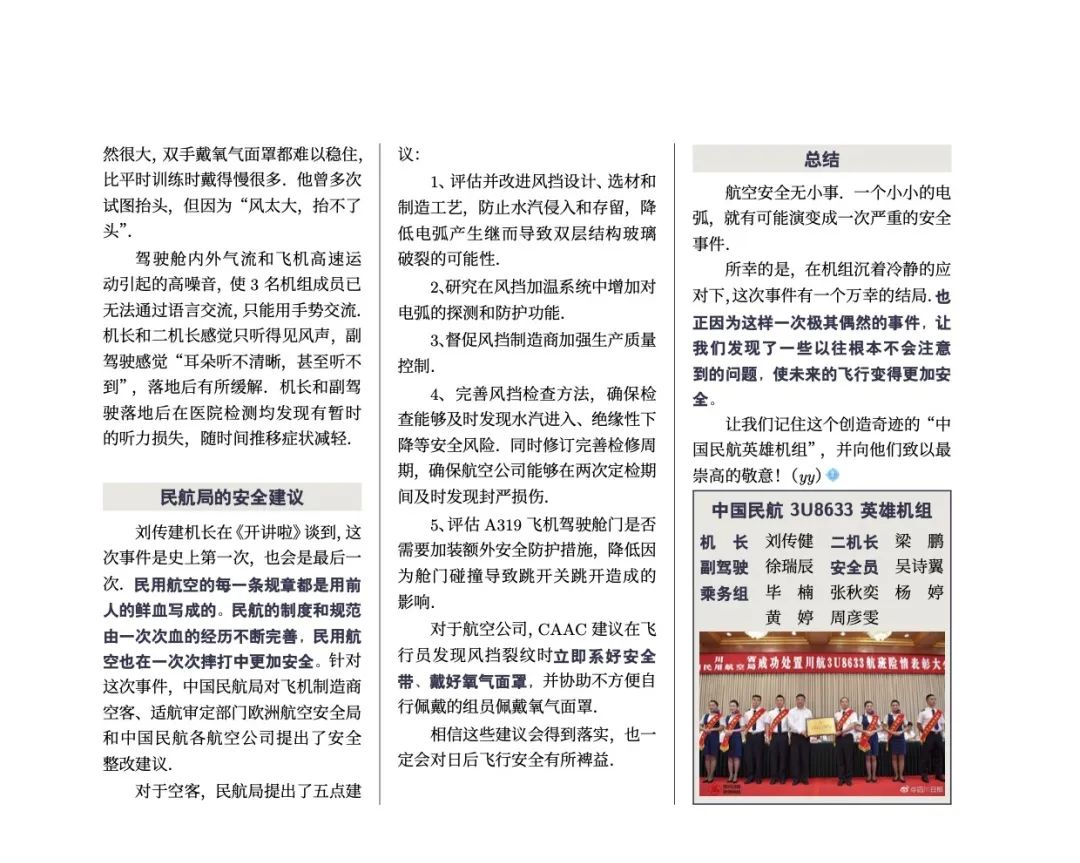 然很大，双手戴氧气面罩都难以稳住，
比平时训练时戴得慢很多．他曾多次
试图抬头，但因为“风太大，抬不了
头”．
驾驶舱内外气流和飞机高速运
动引起的高噪音，使 3 名机组成员已
无法通过语言交流，只能用手势交流．
机长和二机长感觉只听得见风声，副
驾驶感觉“耳朵听不清晰，甚至听不
到”，落地后有所缓解．机长和副驾
驶落地后在医院检测均发现有暂时
的听力损失，随时间推移症状减轻．
民航局的安全建议
刘传建机长在《开讲啦》谈到，这
次事件是史上第一次，也会是最后一
次．民用航空的每一条规章都是用前
人的鲜血写成的。民航的制度和规范
由一次次血的经历不断完善，民用航
空也在一次次摔打中更加安全。针对
这次事件，中国民航局对飞机制造商
空客、适航审定部门欧洲航空安全局
和中国民航各航空公司提出了安全
整改建议．
对于空客，民航局提出了五点建
议：
1、评估并改进风挡设计、选材和
制造工艺，防止水汽侵入和存留，降
低电弧产生继而导致双层结构玻璃
破裂的可能性．
2、研究在风挡加温系统中增加对
电弧的探测和防护功能．
3、督促风挡制造商加强生产质量
控制．
4、完善风挡检查方法，确保检
查能够及时发现水汽进入、绝缘性下
降等安全风险．同时修订完善检修周
期，确保航空公司能够在两次定检期
间及时发现封严损伤．
5、评估 A319 飞机驾驶舱门是否
需要加装额外安全防护措施，降低因
为舱门碰撞导致跳开关跳开造成的
影响．
对于航空公司，CAAC 建议在飞
行员发现风挡裂纹时立即系好安全
带、戴好氧气面罩，并协助不方便自
行佩戴的组员佩戴氧气面罩．
相信这些建议会得到落实，也一
定会对日后飞行安全有所裨益．
总结
航空安全无小事．一个小小的电
弧，就有可能演变成一次严重的安全
事件．
所幸的是，在机组沉着冷静的应
对下，这次事件有一个万幸的结局．也
正因为这样一次极其偶然的事件，让
我们发现了一些以往根本不会注意
到的问题，使未来的飞行变得更加安
全。
让我们记住这个创造奇迹的“中
国民航英雄机组”，并向他们致以最
崇高的敬意！（yy）
中国民航 3U8633 英雄机组
机 长 刘传健 二机长 梁 鹏
副驾驶 徐瑞辰 安全员 吴诗翼
乘务组 毕 楠 张秋奕 杨 婷
黄 婷 周彦雯
川 省
民用航空局 成功处置川航3U8633航班险情表彰大
@四川日报